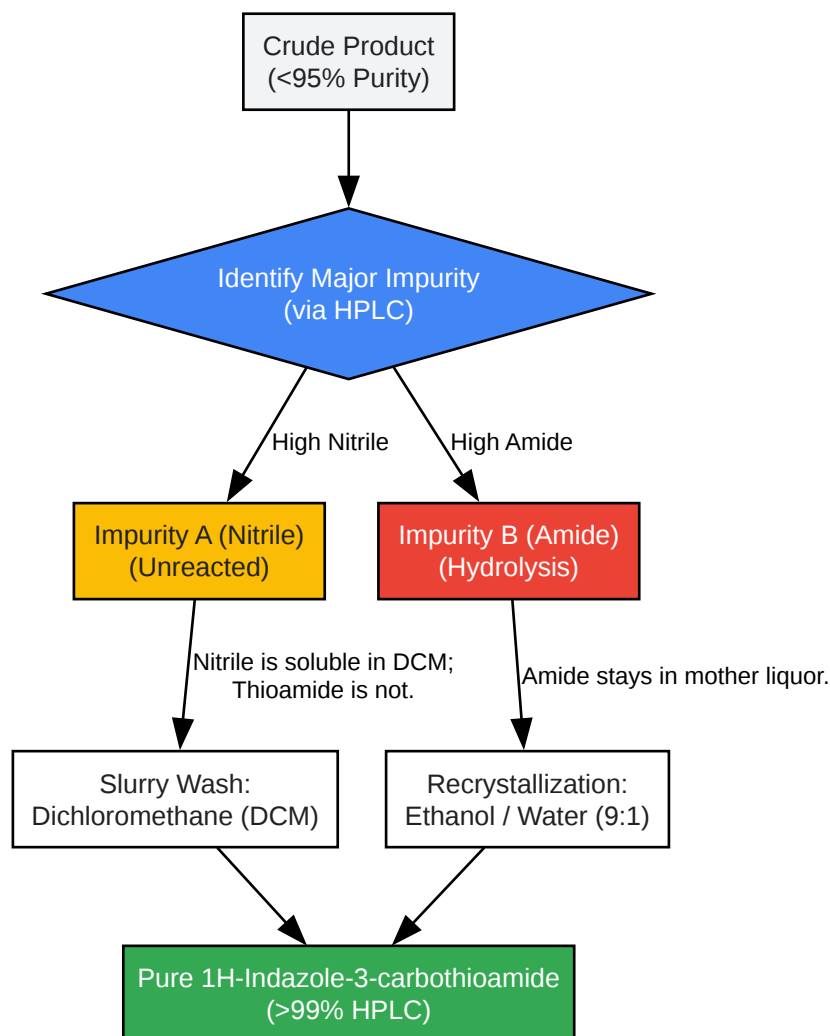 Crude Product
(<95% Purity)
Identify Major Impurity
(via HPLC)
High Nitrile
High Amide
Impurity A (Nitrile)
(Unreacted)
Impurity B (Amide)
(Hydrolysis)
Nitrile is soluble in DCM;
Thioamide is not.
Amide stays in mother liquor.
Slurry Wash:
Dichloromethane (DCM)
Recrystallization:
Ethanol / Water (9:1)
Pure 1H-Indazole-3-carbothioamide
(>99% HPLC)